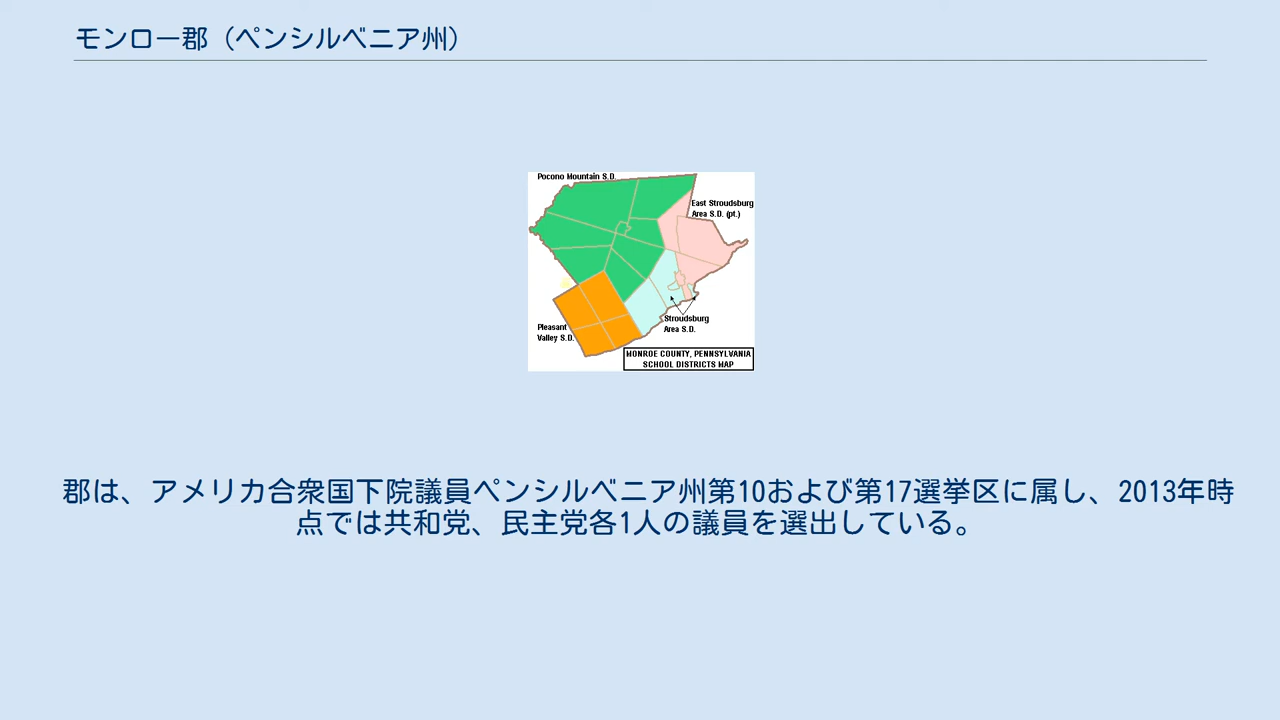 モンロー郡（ペンシルベニア州）
Pocono Mountain S.D.
East Stroudsburg
Area S.D. (pt.)
Stroudsburg
Area S.D.
Pleasant
Valley S.D.
MONROE COUNTY, PENNSYLVANIA
SCHOOL DISTRICTS MAP
郡は、アメリカ合衆国下院議員ペンシルベニア州第10および第17選挙区に属し、2013年時
点では共和党、民主党各1人の議員を選出している。